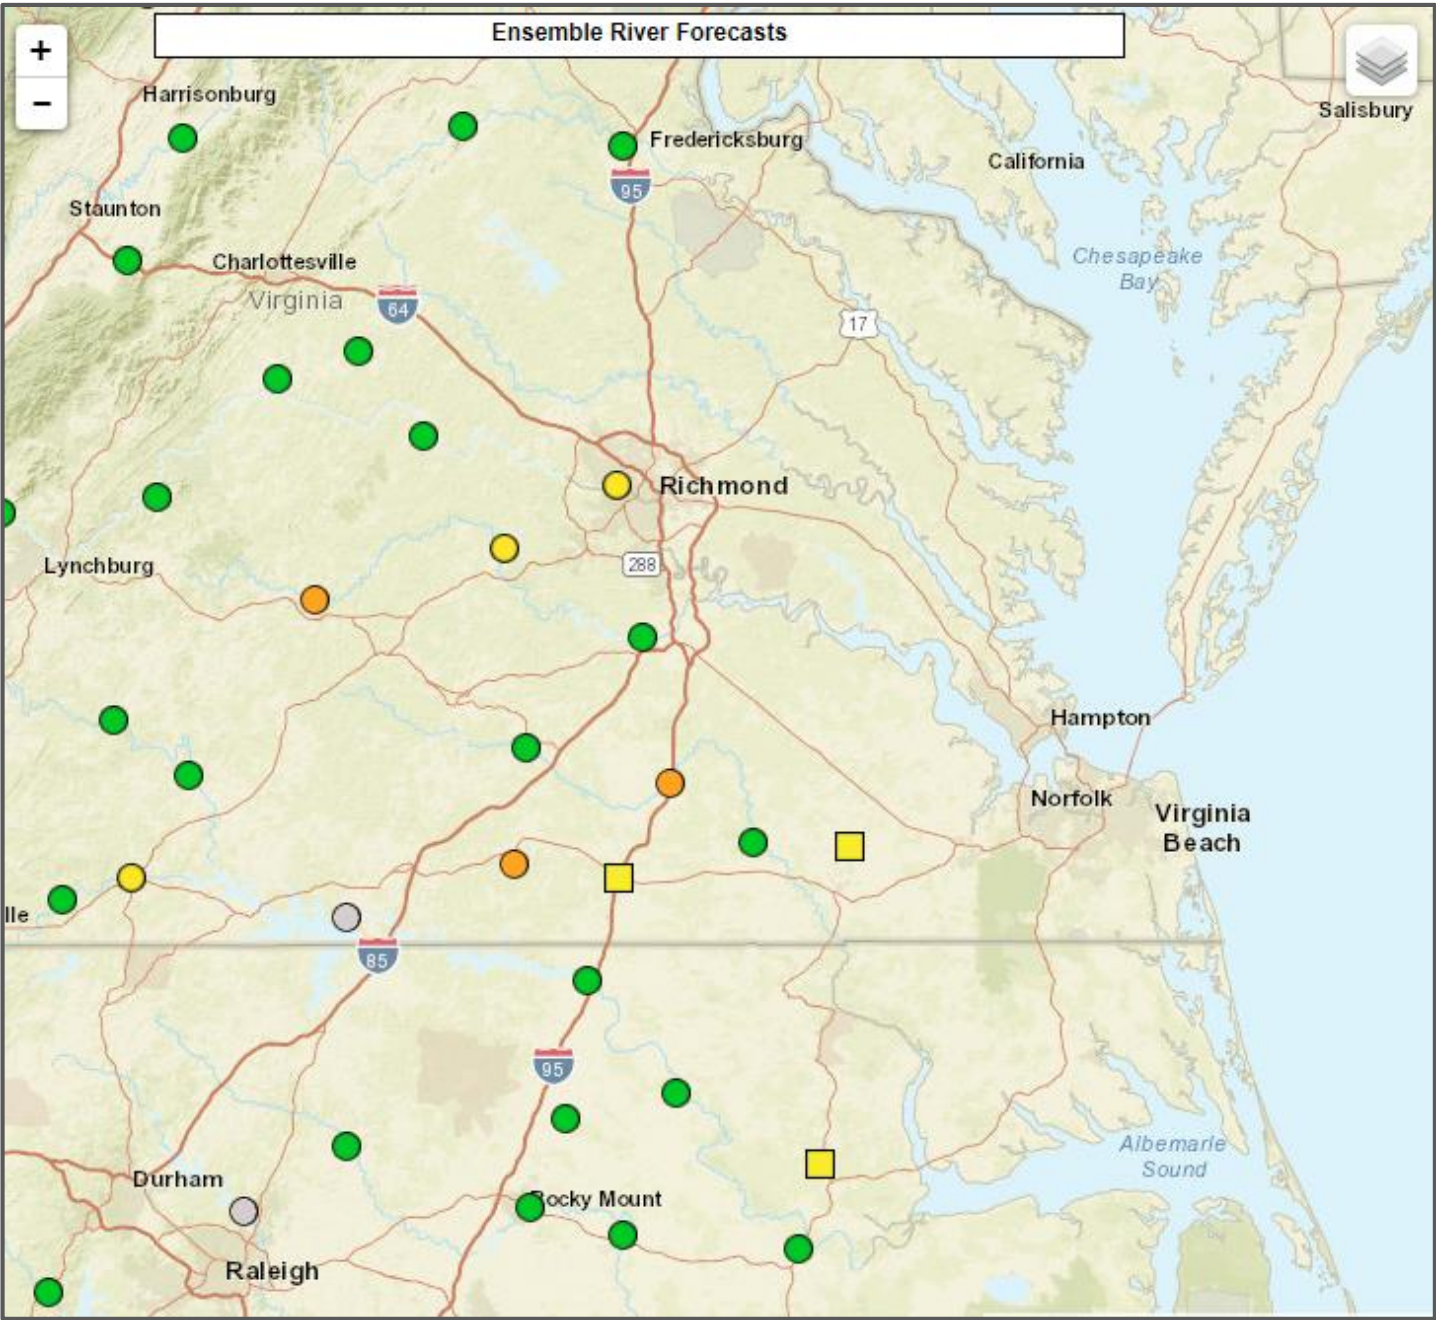 Ensemble River Forecasts
+
−
Harrisonburg
Salisbury
Fredericksburg
California
95
Staunton
Charlottesville
Chesapeake
Bay
Virginia
64
17
Richmond
288
Lynchburg
Hampton
Norfolk
Virginia
Beach
lle
85
95
Albemarle
Sound
Durham
Rocky Mount
Raleigh